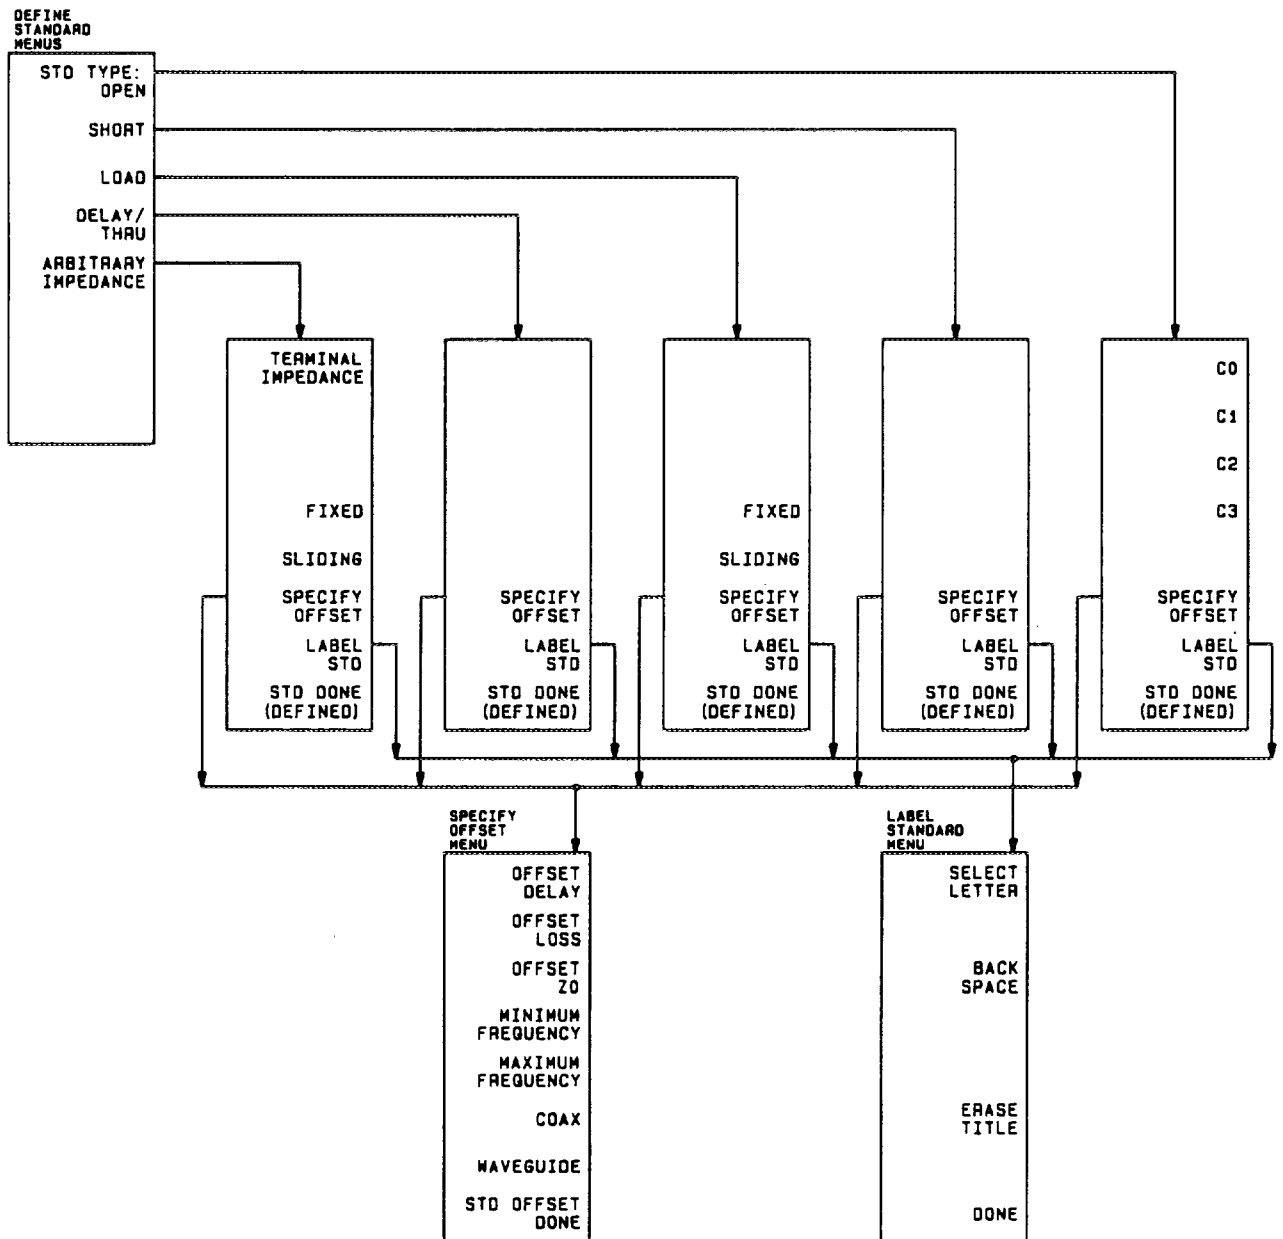 DEFINE
STANDARD
MENUS
STD TYPE:
OPEN
SHORT
LOAD
DELAY/
THRU
ARBITRARY
IMPEDANCE
TERMINAL
IMPEDANCE
FIXED
SLIDING
SPECIFY
OFFSET
LABEL
STD
STD DONE
(DEFINED)
SPECIFY
OFFSET
LABEL
STD
STD DONE
(DEFINED)
FIXED
SLIDING
SPECIFY
OFFSET
LABEL
STD
STD DONE
(DEFINED)
SPECIFY
OFFSET
LABEL
STD
STD DONE
(DEFINED)
C0
C1
C2
C3
SPECIFY
OFFSET
LABEL
STD
STD DONE
(DEFINED)
SPECIFY
OFFSET
MENU
OFFSET
DELAY
OFFSET
LOSS
OFFSET
Z0
MINIMUM
FREQUENCY
MAXIMUM
FREQUENCY
COAX
WAVEGUIDE
STD OFFSET
DONE
LABEL
STANDARD
MENU
SELECT
LETTER
BACK
SPACE
ERASE
TITLE
DONE